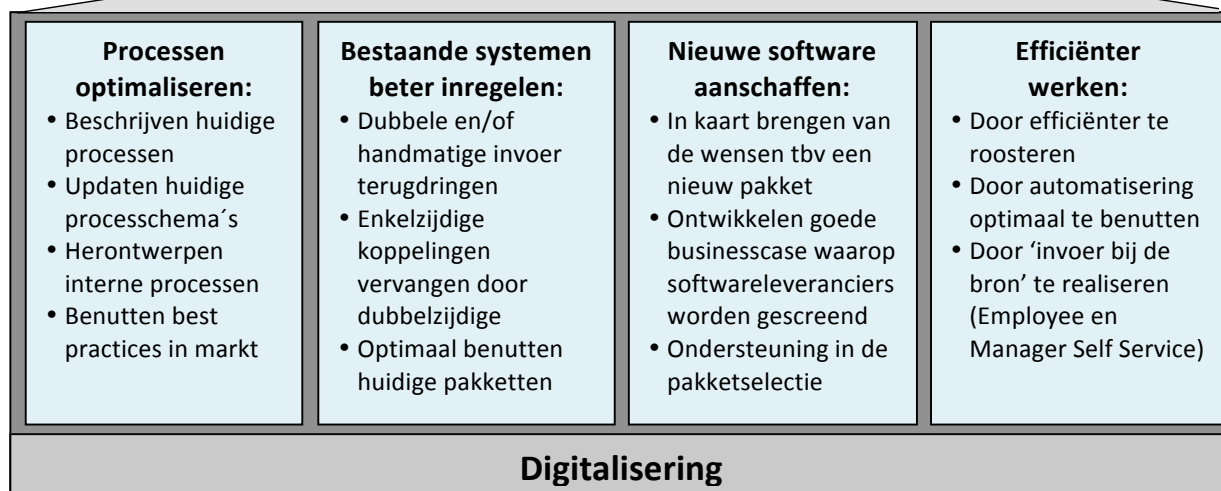 Processen
optimaliseren:
• Beschrijven huidige
processen
• Updaten huidige
processchema´s
• Herontwerpen
interne processen
• Benutten best
practices in markt
Bestaande systemen
beter inregelen:
• Dubbele en/of
handmatige invoer
terugdringen
• Enkelzijdige
koppelingen
vervangen door
dubbelzijdige
• Optimaal benutten
huidige pakketten
Nieuwe software
aanschaffen:
• In kaart brengen van
de wensen tbv een
nieuw pakket
• Ontwikkelen goede
businesscase waarop
softwareleveranciers
worden gescreend
• Ondersteuning in de
pakketselectie
Efficiënter
werken:
• Door efficiënter te
roosteren
• Door automatisering
optimaal te benutten
• Door ‘invoer bij de
bron’ te realiseren
(Employee en
Manager Self Service)
Digitalisering